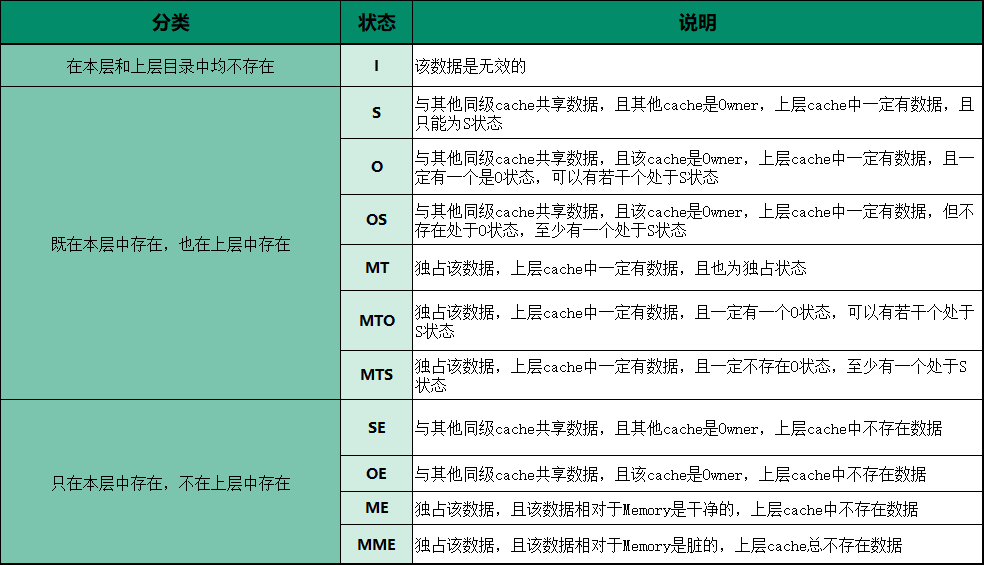 分类 状态 说明
在本层和上层目录中均不存在 I 该数据是无效的
既在本层中存在，也在上层中存在
S 与其他同级cache共享数据，且其他cache是Owner，上层cache中一定有数据，且
只能为S状态
O 与其他同级cache共享数据，且该cache是Owner，上层cache中一定有数据，且一
定有一个是O状态，可以有若干个处于S状态
OS 与其他同级cache共享数据，且该cache是Owner，上层cache中一定有数据，但不
存在处于O状态，至少有一个处于S状态
MT 独占该数据，上层cache中一定有数据，且也为独占状态
MTO 独占该数据，上层cache中一定有数据，且一定有一个O状态，可以有若干个处于
S状态
MTS 独占该数据，上层cache中一定有数据，且一定不存在O状态，至少有一个处于S
状态
只在本层中存在，不在上层中存在
SE 与其他同级cache共享数据，且其他cache是Owner，上层cache中不存在数据
OE 与其他同级cache共享数据，且该cache是Owner，上层cache中不存在数据
ME 独占该数据，且该数据相对于Memory是干净的，上层cache中不存在数据
MME 独占该数据，且该数据相对于Memory是脏的，上层cache总不存在数据